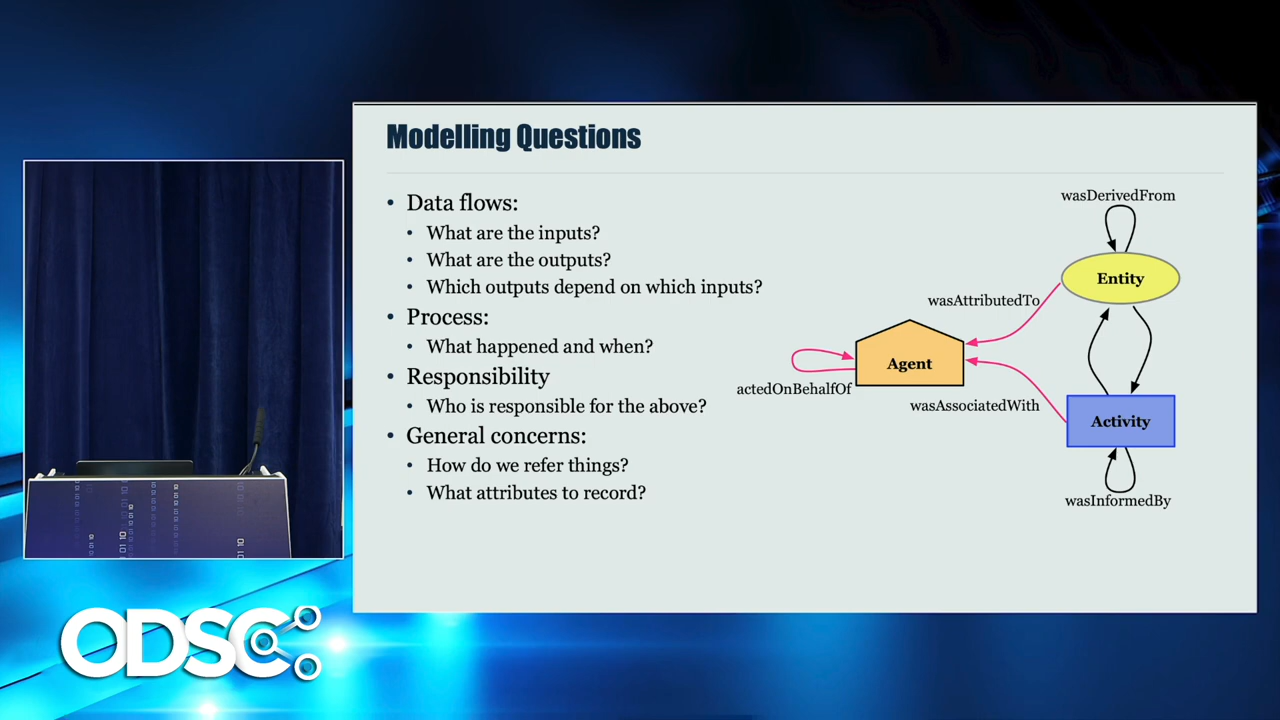 Modelling Questions
• Data flows:
• What are the inputs?
• What are the outputs?
• Which outputs depend on which inputs?
• Process:
• What happened and when?
• Responsibility
• Who is responsible for the above?
• General concerns:
• How do we refer things?
• What attributes to record?
wasDerivedFrom
Entity
wasAttributedTo
Agent
actedOnBehalfOf
wasAssociatedWith
Activity
wasInformedBy
ODSC